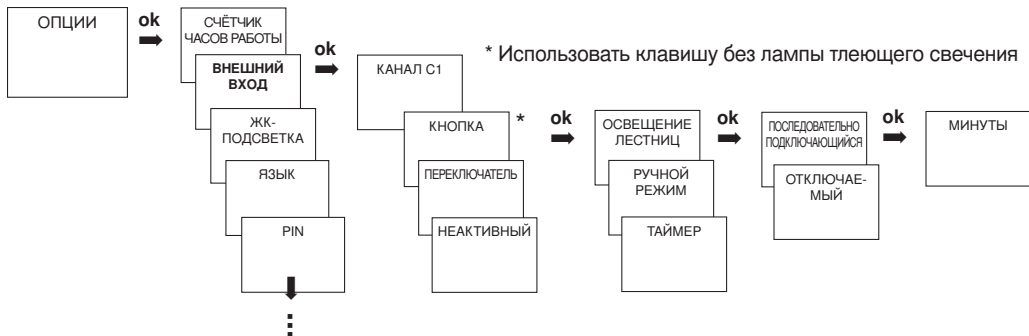 ОПЦИИ
ok
СЧЁТЧИК
ЧАСОВ РАБОТЫ
ВНЕШНИЙ
ВХОД
ЖК-
ПОДСВЕТКА
ЯЗЫК
PIN
ok
КАНАЛ C1
* Использовать клавишу без лампы тлеющего свечения
КНОПКА
*
ПЕРЕКЛЮЧАТЕЛЬ
НЕАКТИВНЫЙ
ok
ОСВЕЩЕНИЕ
ЛЕСТНИЦ
РУЧНОЙ
РЕЖИМ
ТАЙМЕР
ok
ПОСЛЕДОВАТЕЛЬНО
ПОДКЛЮЧАЮЩИЙСЯ
ОТКЛЮЧАЕ-
МЫЙ
ok
МИНУТЫ